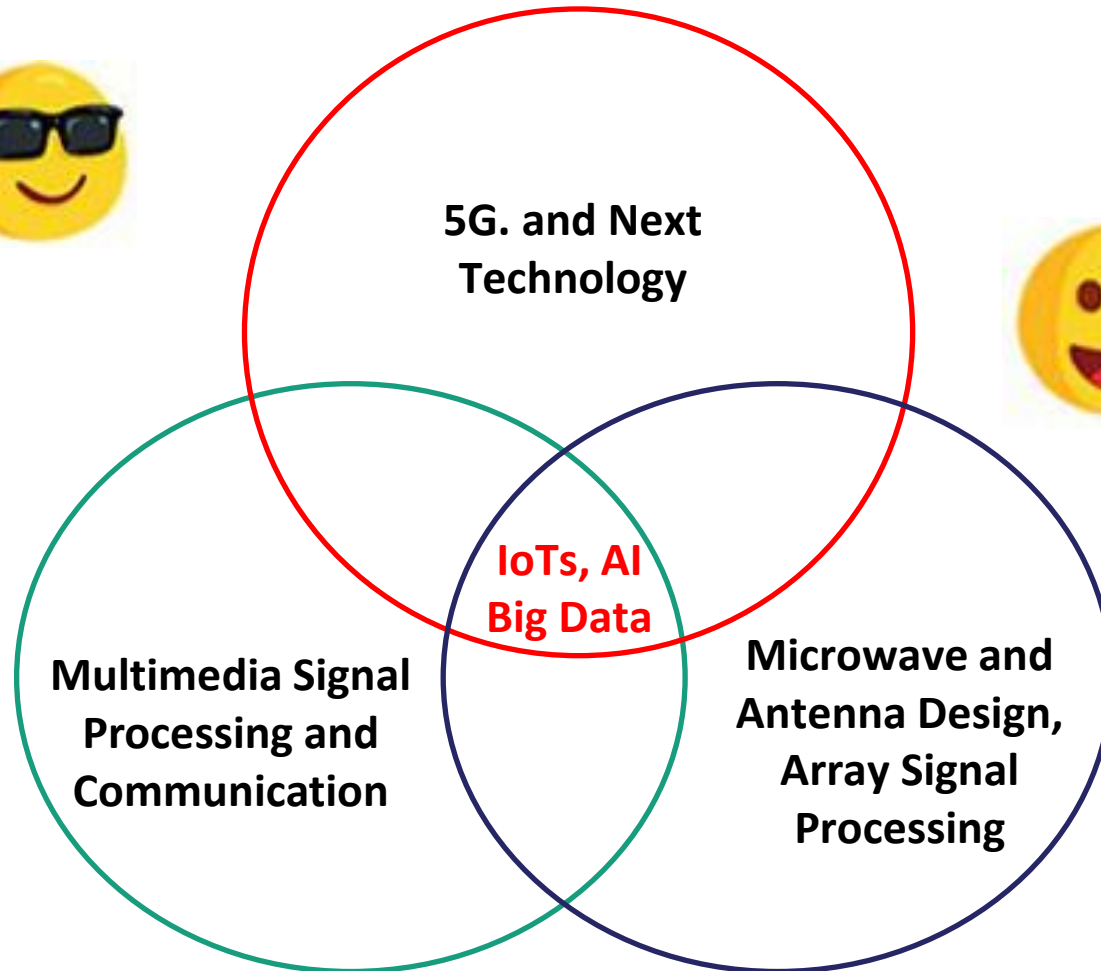 5G. and Next
Technology
IoTs, AI
Big Data
Multimedia Signal
Processing and
Communication
Microwave and
Antenna Design,
Array Signal
Processing